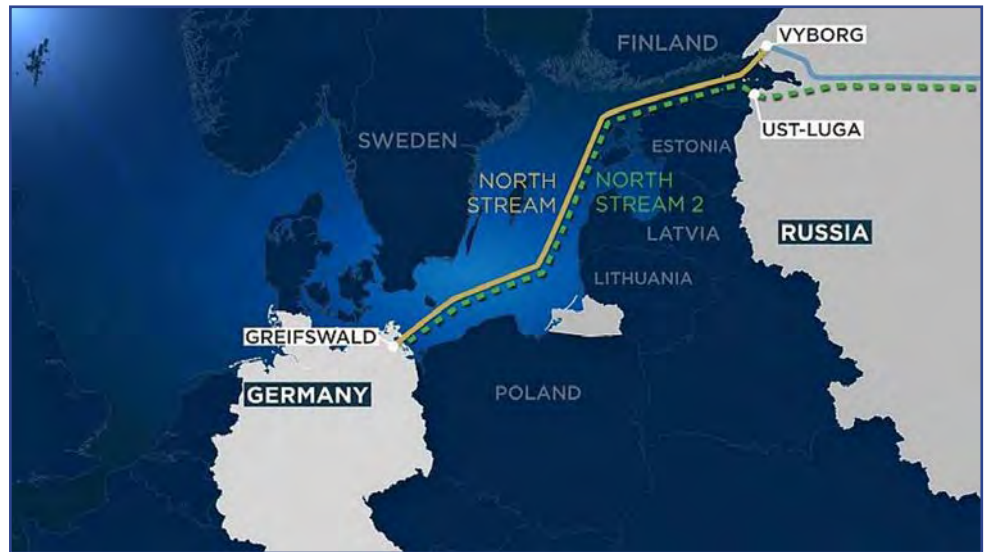 VYBORG
FINLAND
UST-LUGA
SWEDEN
ESTONIA
NORTH
STREAM
NORTH
STREAM 2
LATVIA
RUSSIA
LITHUANIA
GREIFSWALD
GERMANY
POLAND